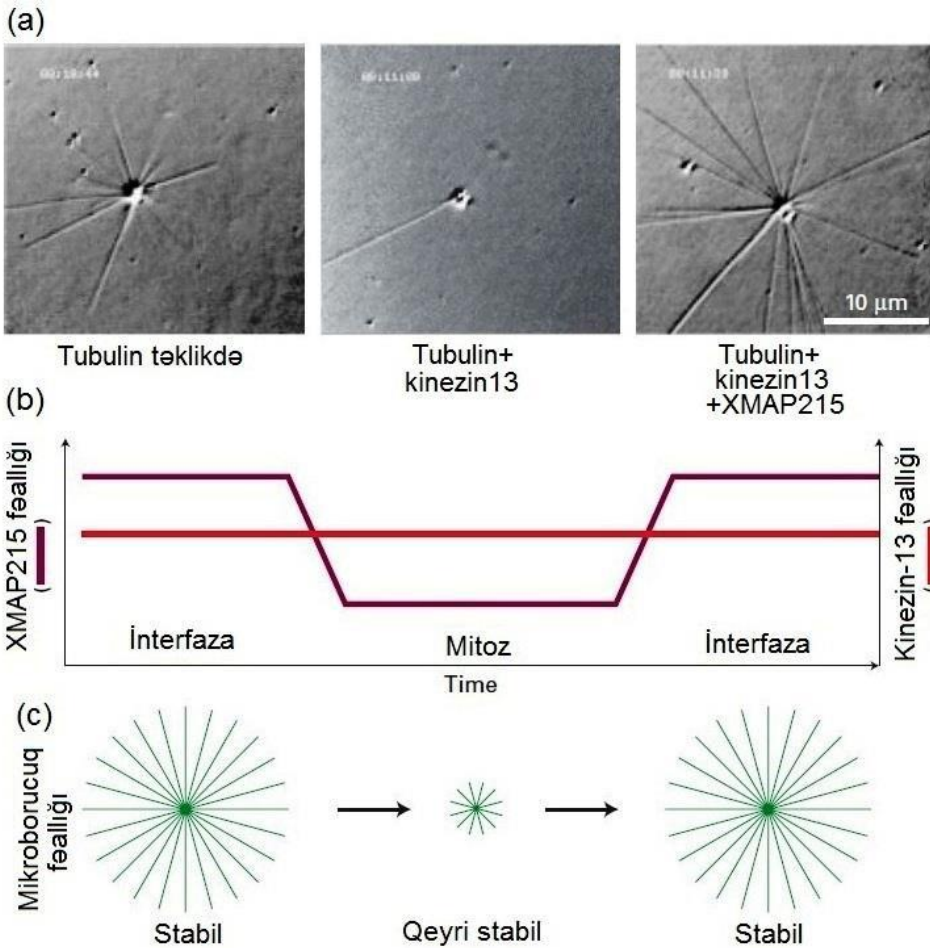 (a)
Tubulin təklikdə
Tubulin+
kinezin13
Tubulin+
kinezin13
+XMAP215
10 µm
(b)
XMAP215 fəallığı
Kinezin-13 fəallığı
İnterfaza
Mitoz
İnterfaza
Time
(c)
Mikroborucuq
fəallığı
Stabil
Qeyri stabil
Stabil